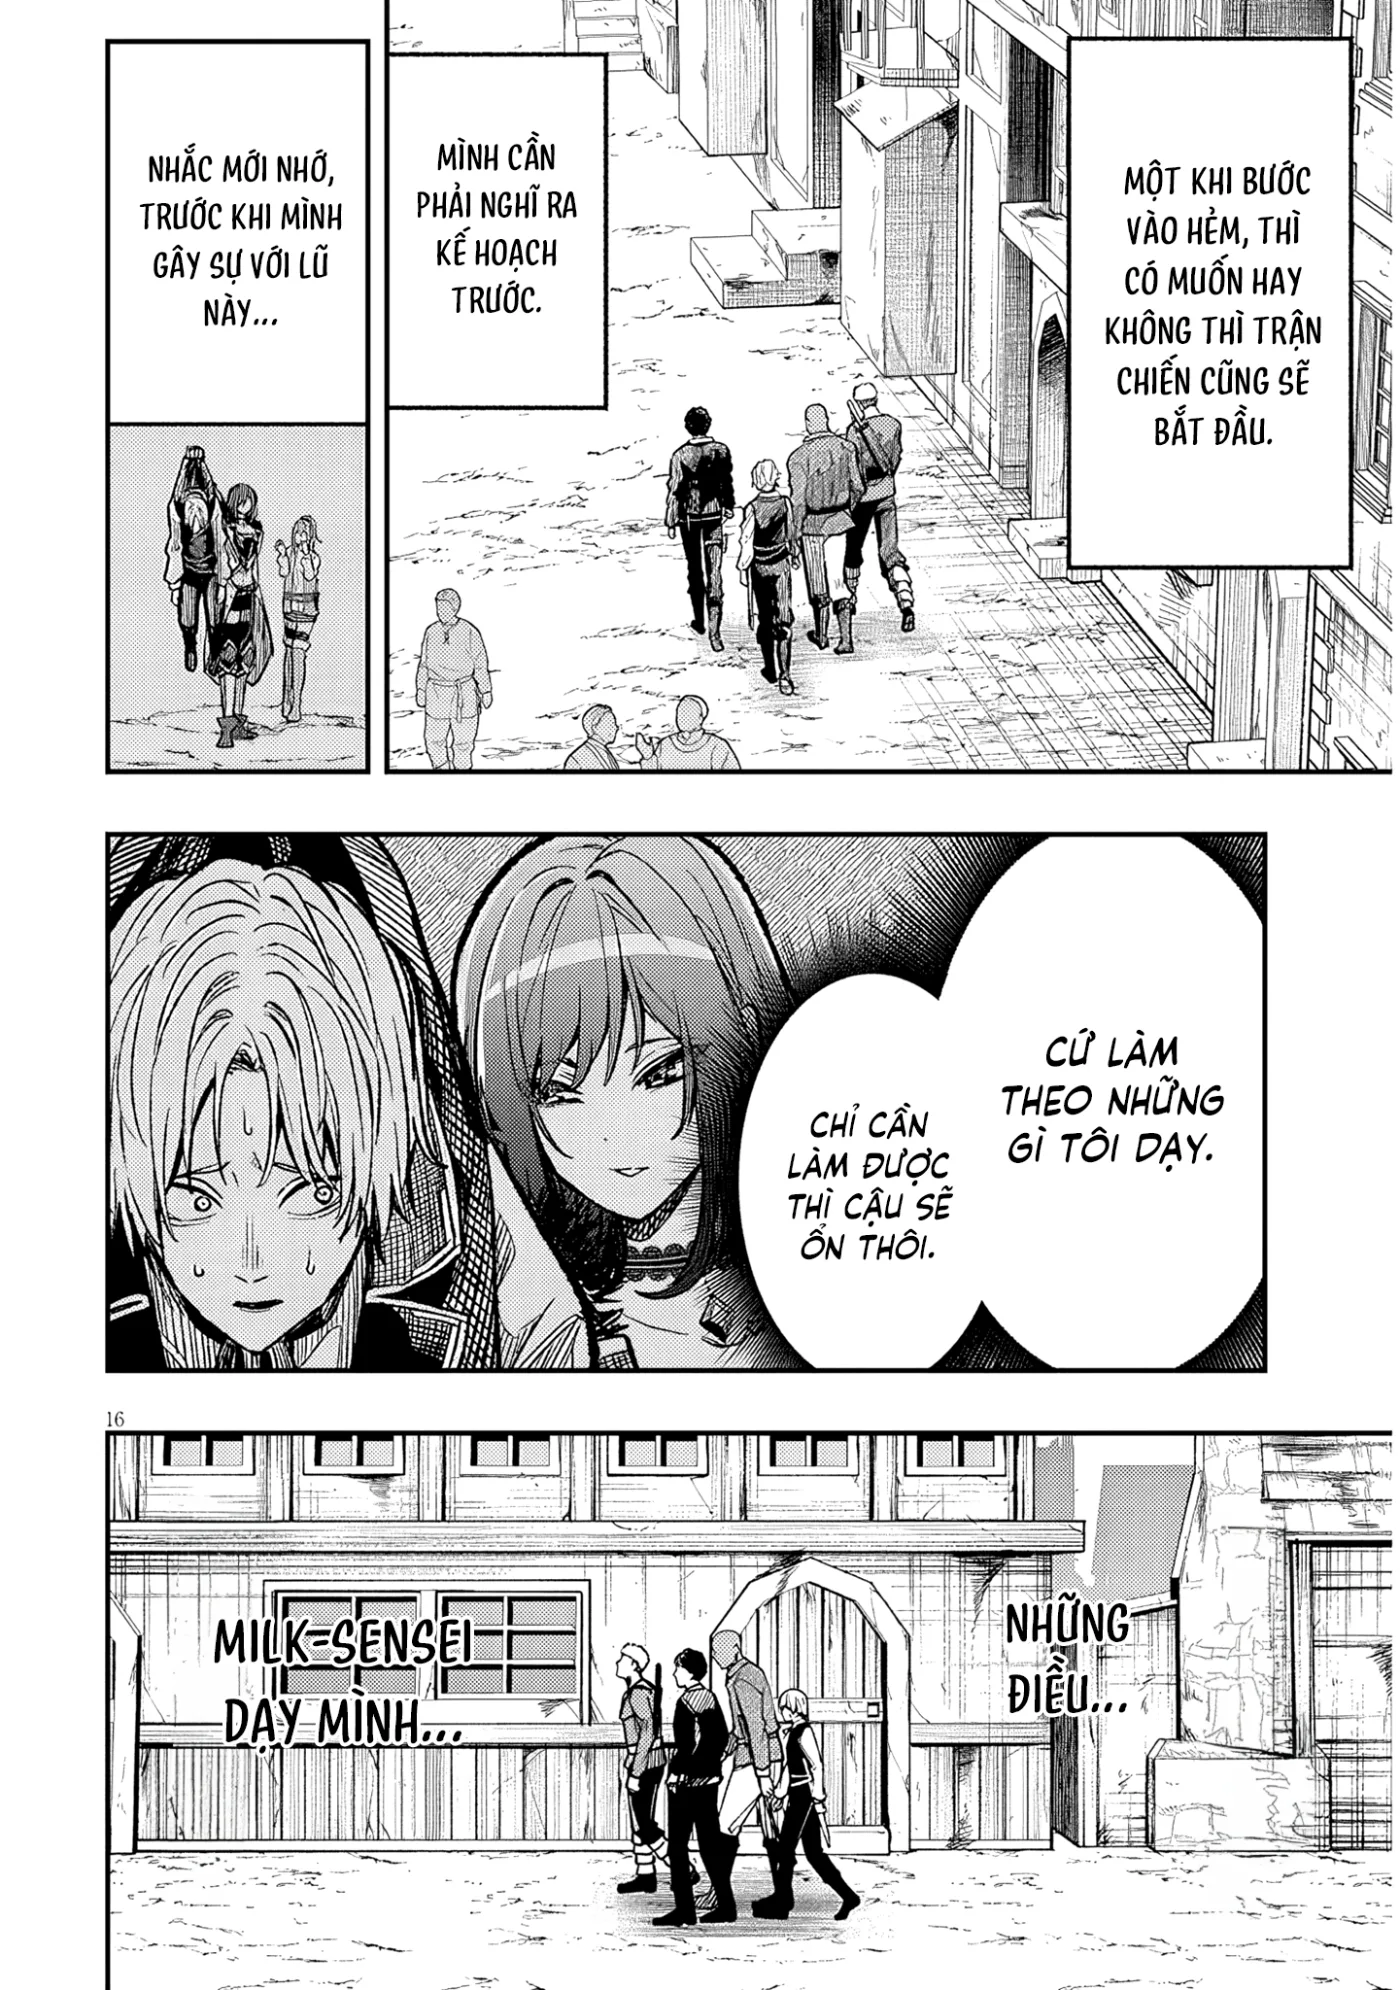 MỘT KHI BƯỚC
VÀO HẺM, THÌ
CÓ MUỐN HAY
KHÔNG THÌ TRẬN
CHIẾN CŨNG SẼ
BẮT ĐẦU.
MÌNH CẦN
PHẢI NGHĨ RA
KẾ HOẠCH
TRƯỚC.
NHẮC MỚI NHỚ,
TRƯỚC KHI MÌNH
GÂY SỰ VỚI LŨ
NÀY...
CỨ LÀM
THEO NHỮNG
GÌ TÔI DẠY.
CHỈ CẦN
LÀM ĐƯỢC
THÌ CẬU SẼ
ỔN THÔI.
16
NHỮNG
ĐIỀU...
MILK-SENSEI
DẠY MÌNH...